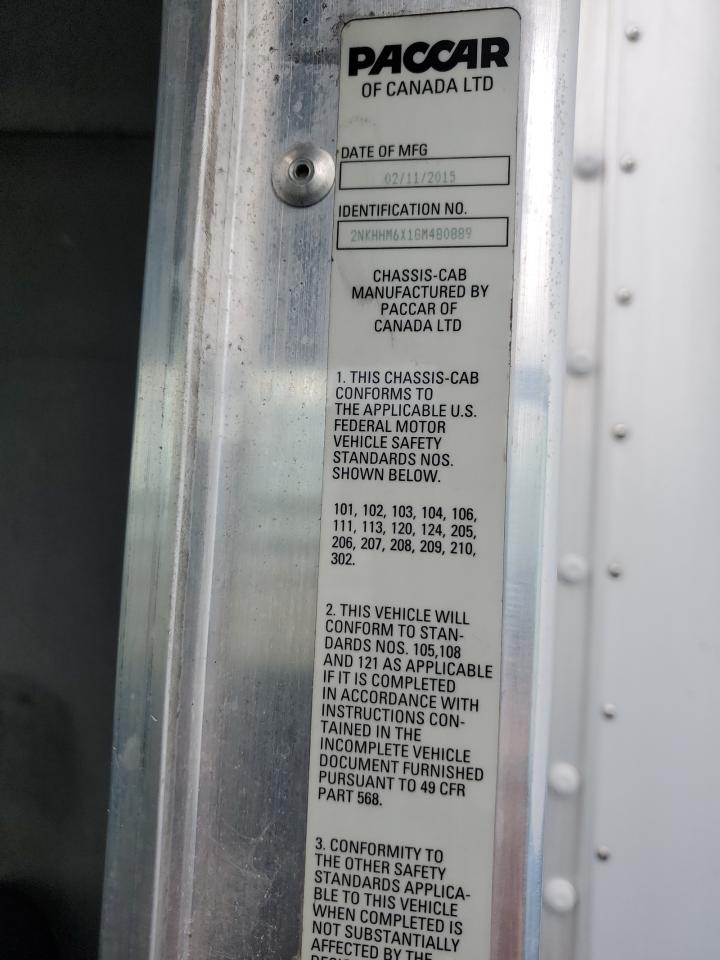 PACCAR
OF CANADA LTD
DATE OF MFG
02/11/2015
IDENTIFICATION NO.
2NKHHM6X1GM480889
CHASSIS-CAB
MANUFACTURED BY
PACCAR OF
CANADA LTD
1. THIS CHASSIS-CAB
CONFORMS TO
THE APPLICABLE U.S.
FEDERAL MOTOR
VEHICLE SAFETY
STANDARDS NOS.
SHOWN BELOW.
101, 102, 103, 104, 106,
111, 113, 120, 124, 205,
206, 207, 208, 209, 210,
302.
2. THIS VEHICLE WILL
CONFORM TO STAN-
DARDS NOS. 105,108
AND 121 AS APPLICABLE
IF IT IS COMPLETED
IN ACCORDANCE WITH
INSTRUCTIONS CON-
TAINED IN THE
INCOMPLETE VEHICLE
DOCUMENT FURNISHED
PURSUANT TO 49 CFR
PART 568.
3. CONFORMITY TO
THE OTHER SAFETY
STANDARDS APPLICA-
BLE TO THIS VEHICLE
WHEN COMPLETED IS
NOT SUBSTANTIALLY
AFFECTED BY THE